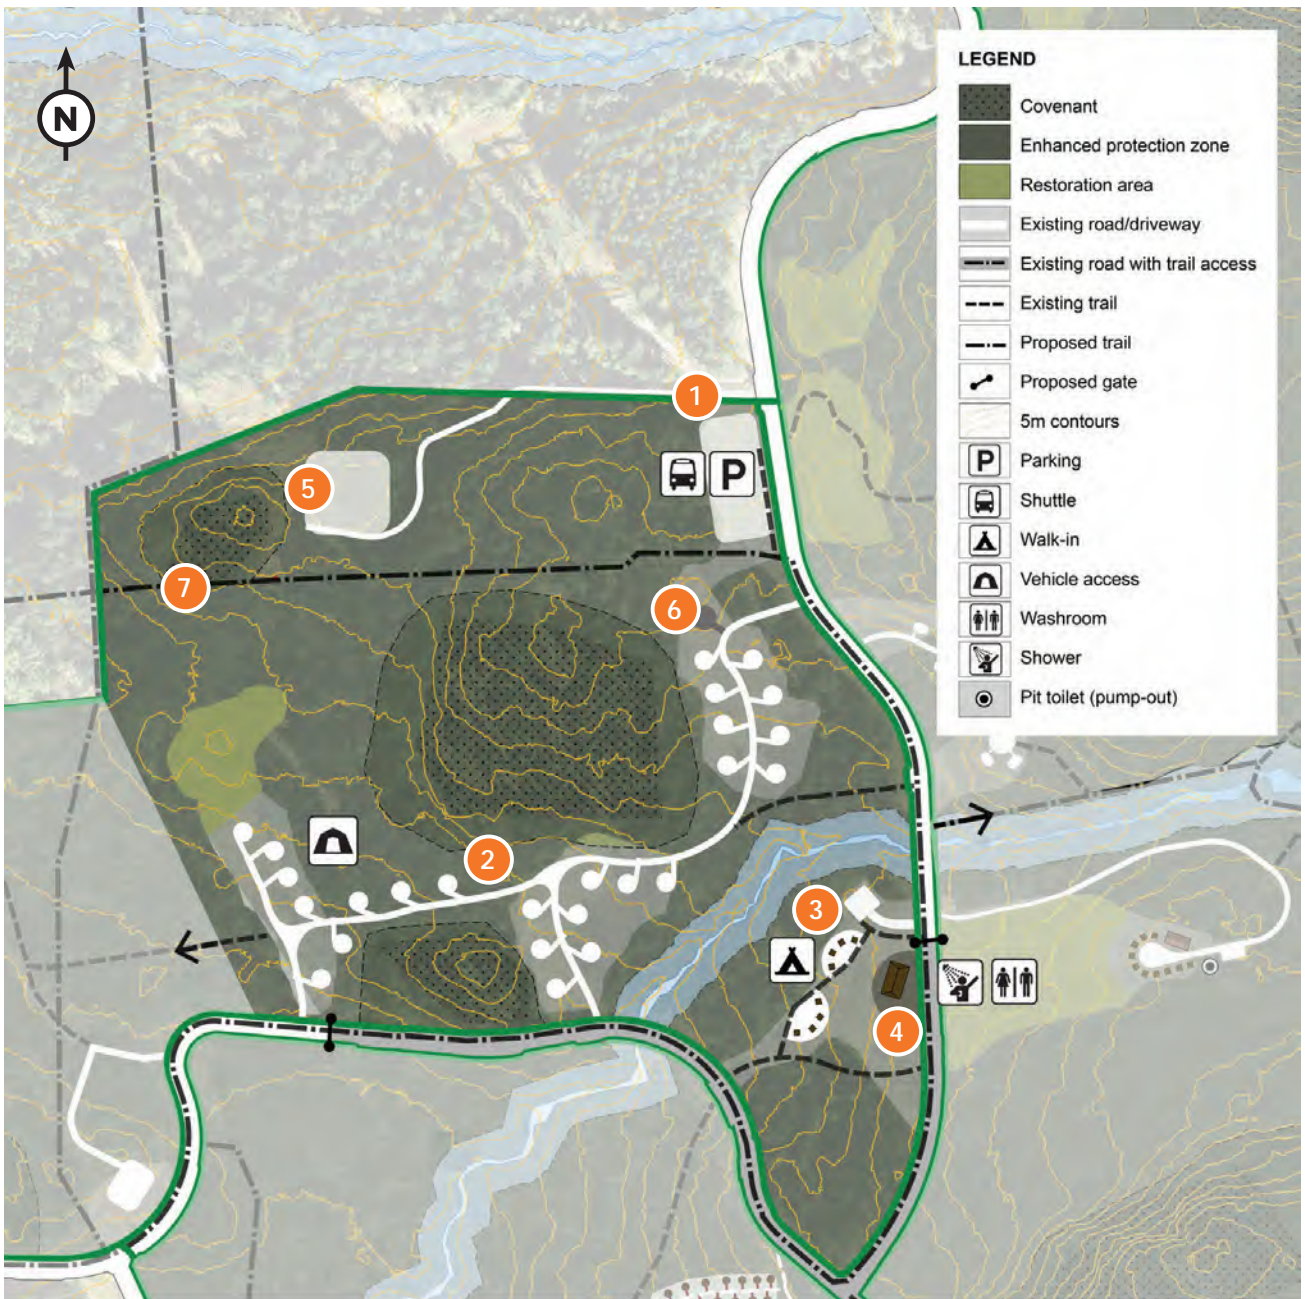 N
LEGEND
Covenant
Enhanced protection zone
Restoration area
Existing road/driveway
Existing road with trail access
Existing trail
Proposed trail
Proposed gate
5m contours
P
Parking
Shuttle
Walk-in
Vehicle access
Washroom
Shower
Pit toilet (pump-out)
1
P
5
7
6
2
3
4